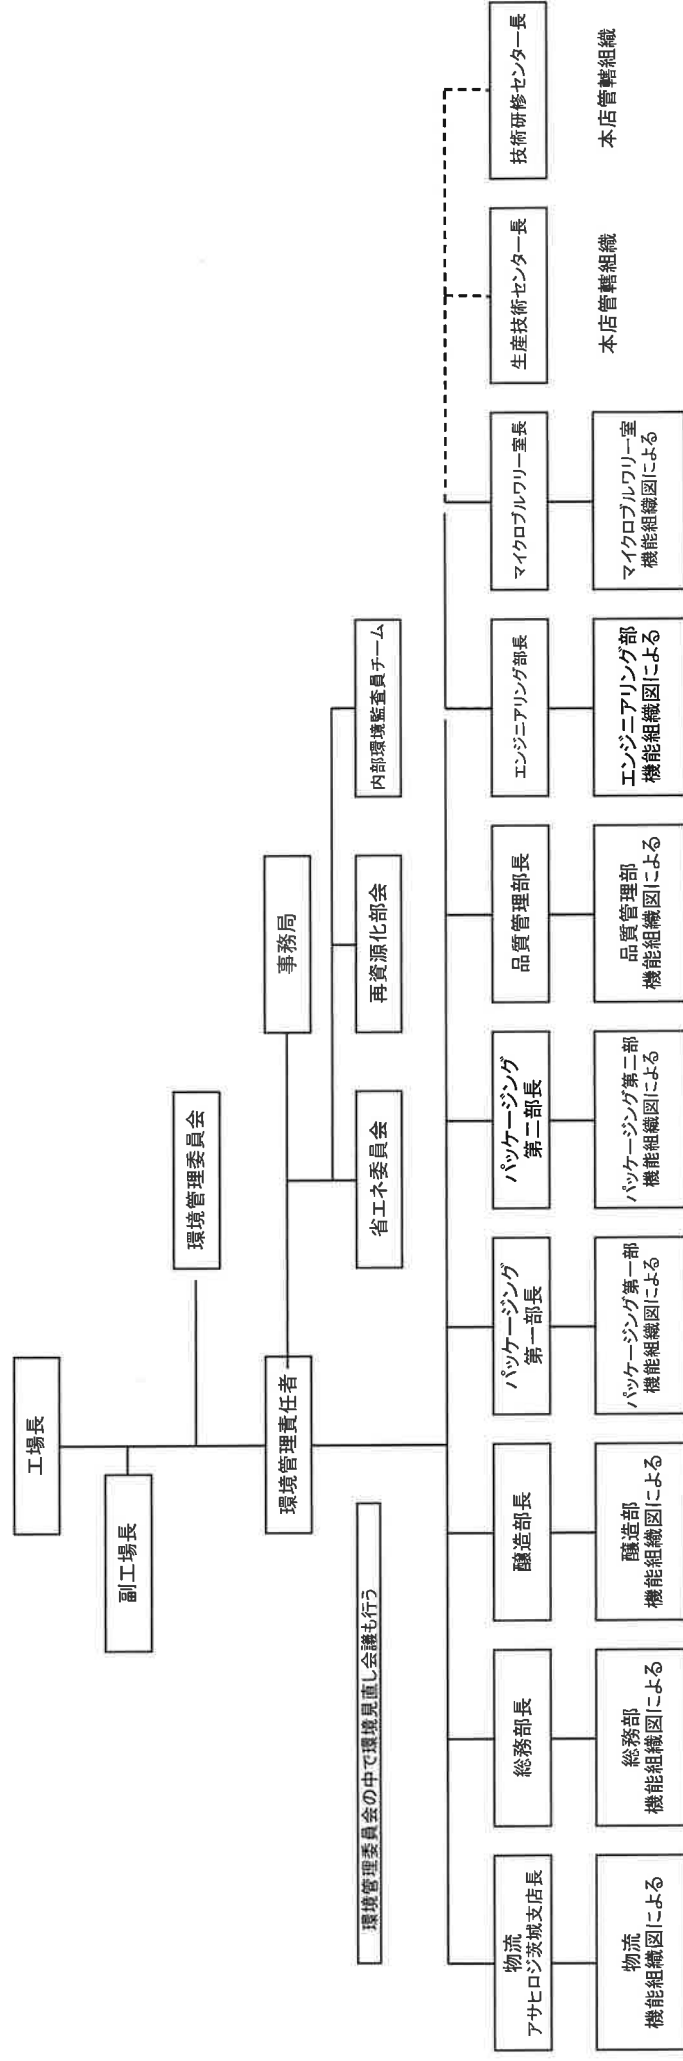 工場長
副工場長
環境管理委員会
環境管理責任者
事務局
環境管理委員会の中で環境見直し会議も行う
省エネ委員会
再資源化部会
内部環境監査員チーム
物流
アサヒロジ茨城支店長
総務部長
醸造部長
パッケージング
第一部長
パッケージング
第二部長
品質管理部長
エンジニアリング部長
マイクロブルワリー室長
生産技術センター長
技術研修センター長
物流
機能組織図による
総務部
機能組織図による
醸造部
機能組織図による
パッケージング第一部
機能組織図による
パッケージング第二部
機能組織図による
品質管理部
機能組織図による
エンジニアリング部
機能組織図による
マイクロブルワリー室
機能組織図による
本店管轄組織
本店管轄組織